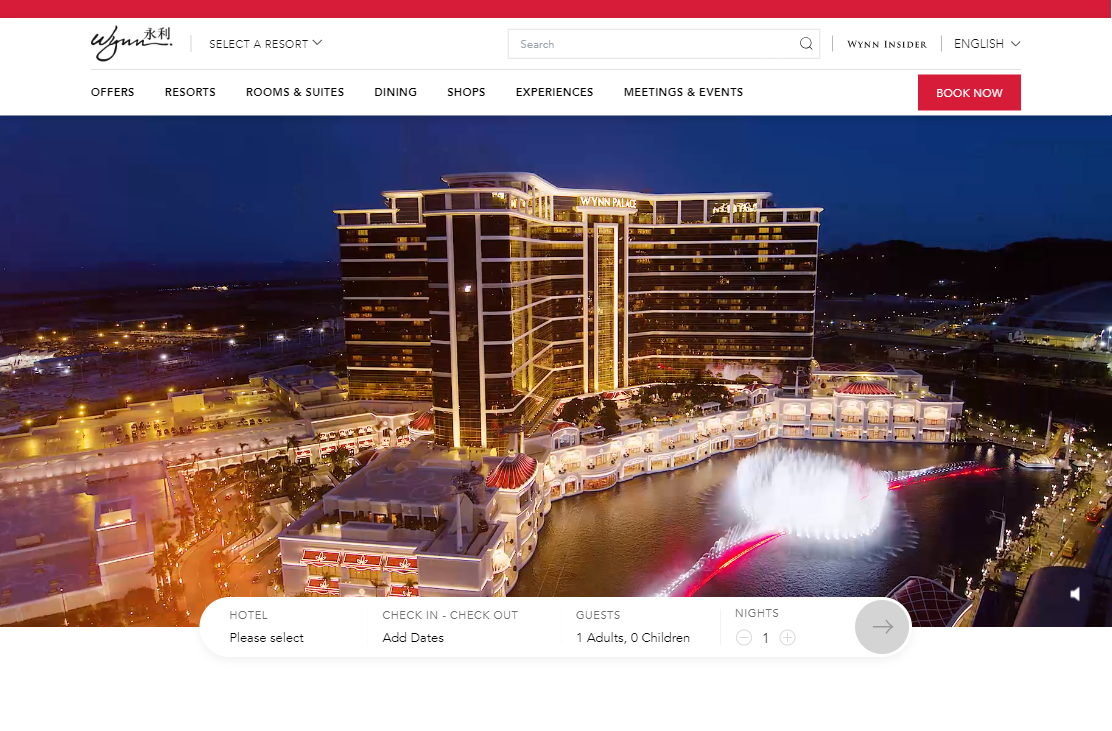 Wynn 永利
SELECT A RESORT
Search
WYNN INSIDER
ENGLISH
OFFERS
RESORTS
ROOMS & SUITES
DINING
SHOPS
EXPERIENCES
MEETINGS & EVENTS
BOOK NOW
WYNN PALACE
HOTEL
Please select
CHECK IN - CHECK OUT
Add Dates
GUESTS
1 Adults, 0 Children
NIGHTS
1